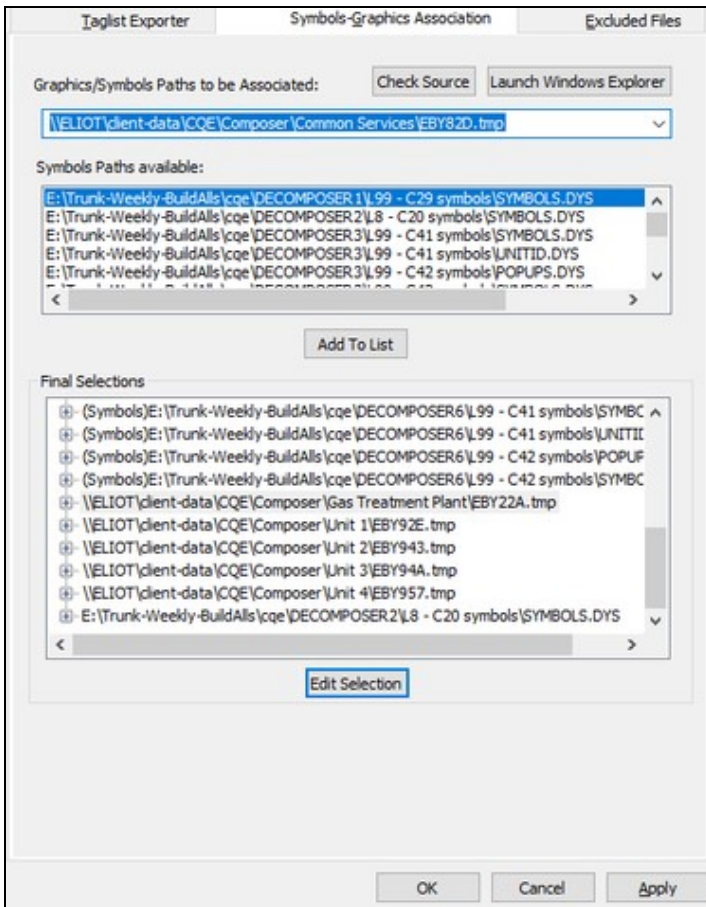 Taglist Exporter
Symbols-Graphics Association
Excluded Files
Graphics/Symbols Paths to be Associated:
Check Source
Launch Windows Explorer
\\ELIOT\client-data\CQE\Composer\Common Services\EBY82D.tmp
Symbols Paths available:
E:\Trunk-Weekly-BuildAlls\cqe\DECOMPOSER1\L99 - C29 symbols\SYMBOLS.DYS
E:\Trunk-Weekly-BuildAlls\cqe\DECOMPOSER2\L8 - C20 symbols\SYMBOLS.DYS
E:\Trunk-Weekly-BuildAlls\cqe\DECOMPOSER3\L99 - C41 symbols\SYMBOLS.DYS
E:\Trunk-Weekly-BuildAlls\cqe\DECOMPOSER3\L99 - C41 symbols\UNITID.DYS
E:\Trunk-Weekly-BuildAlls\cqe\DECOMPOSER3\L99 - C42 symbols\POPUPS.DYS
Add To List
Final Selections
(Symbols)E:\Trunk-Weekly-BuildAlls\cqe\DECOMPOSER6\L99 - C41 symbols\SYMBC
(Symbols)E:\Trunk-Weekly-BuildAlls\cqe\DECOMPOSER6\L99 - C41 symbols\UNITIE
(Symbols)E:\Trunk-Weekly-BuildAlls\cqe\DECOMPOSER6\L99 - C42 symbols\POPUF
(Symbols)E:\Trunk-Weekly-BuildAlls\cqe\DECOMPOSER6\L99 - C42 symbols\SYMBC
\\ELIOT\client-data\CQE\Composer\Gas Treatment Plant\EBY22A.tmp
\\ELIOT\client-data\CQE\Composer\Unit 1\EBY92E.tmp
\\ELIOT\client-data\CQE\Composer\Unit 2\EBY943.tmp
\\ELIOT\client-data\CQE\Composer\Unit 3\EBY94A.tmp
\\ELIOT\client-data\CQE\Composer\Unit 4\EBY957.tmp
E:\Trunk-Weekly-BuildAlls\cqe\DECOMPOSER2\L8 - C20 symbols\SYMBOLS.DYS
Edit Selection
OK
Cancel
Apply